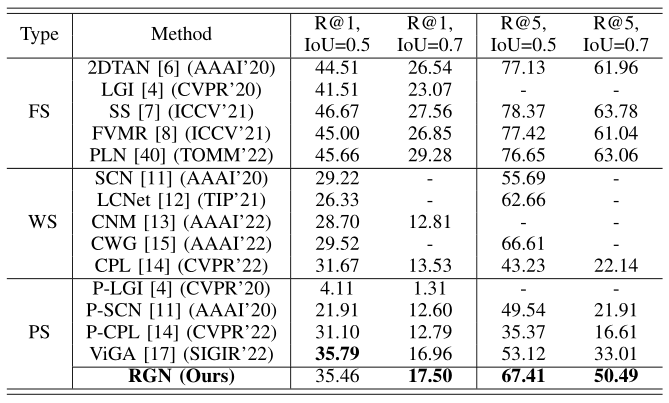 Type Method R@1, IoU=0.5 R@1, IoU=0.7 R@5, IoU=0.5 R@5, IoU=0.7
FS 2DTAN [6] (AAAI'20) 44.51 26.54 77.13 61.96
LGI [4] (CVPR'20) 41.51 23.07 - -
SS [7] (ICCV'21) 46.67 27.56 78.37 63.78
FVMR [8] (ICCV'21) 45.00 26.85 77.42 61.04
PLN [40] (TOMM'22) 45.66 29.28 76.65 63.06
WS SCN [11] (AAAI'20) 29.22 - 55.69 -
LCNet [12] (TIP'21) 26.33 - 62.66 -
CNM [13] (AAAI'22) 28.70 12.81 - -
CWG [15] (AAAI'22) 29.52 - 66.61 -
CPL [14] (CVPR'22) 31.67 13.53 43.23 22.14
PS P-LGI [4] (CVPR'20) 4.11 1.31 - -
P-SCN [11] (AAAI'20) 21.91 12.60 49.54 21.91
P-CPL [14] (CVPR'22) 31.10 12.79 35.37 16.61
ViGA [17] (SIGIR'22) 35.79 16.96 53.12 33.01
RGN (Ours) 35.46 17.50 67.41 50.49